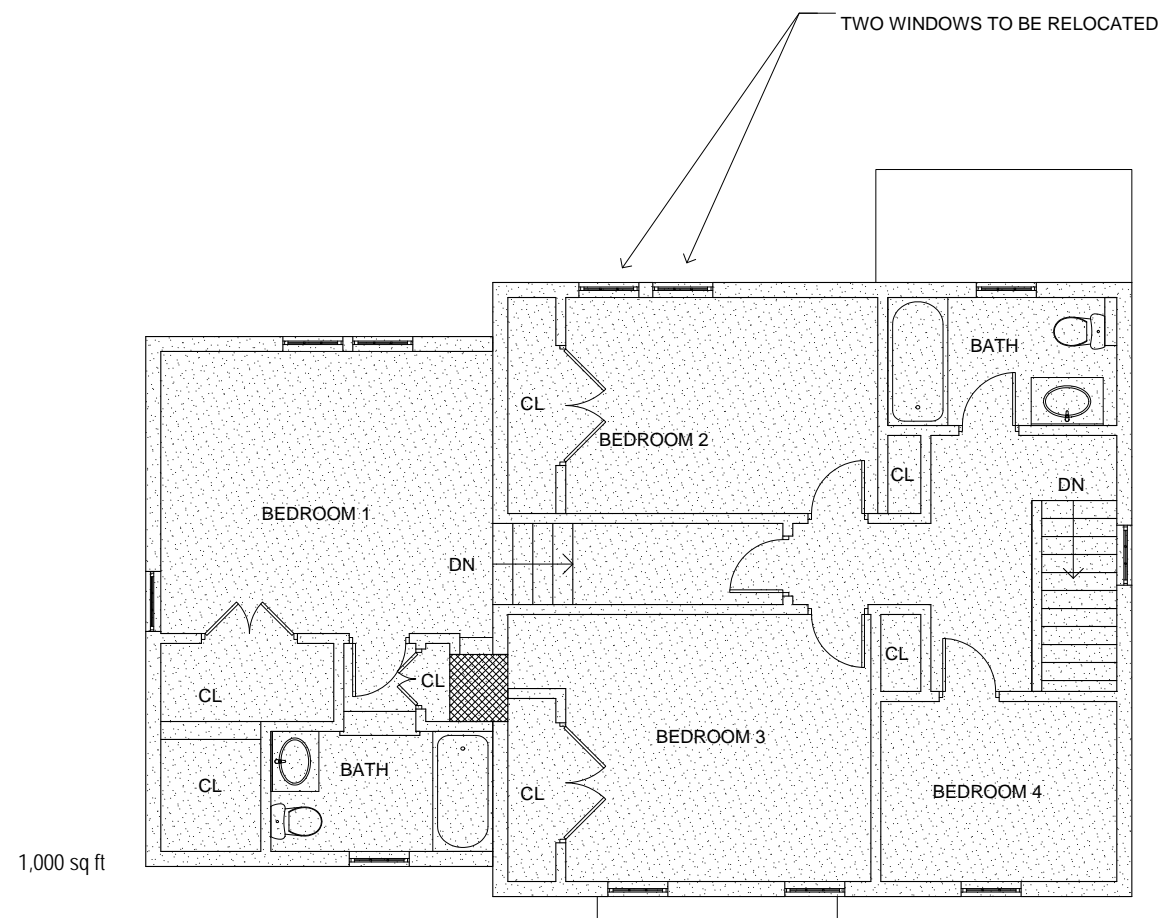 TWO WINDOWS TO BE RELOCATED
BATH
CL
BEDROOM 2
CL
DN
BEDROOM 1
DN
CL
CL
CL
BEDROOM 3
BATH
CL
CL
BEDROOM 4
1,000 sq ft